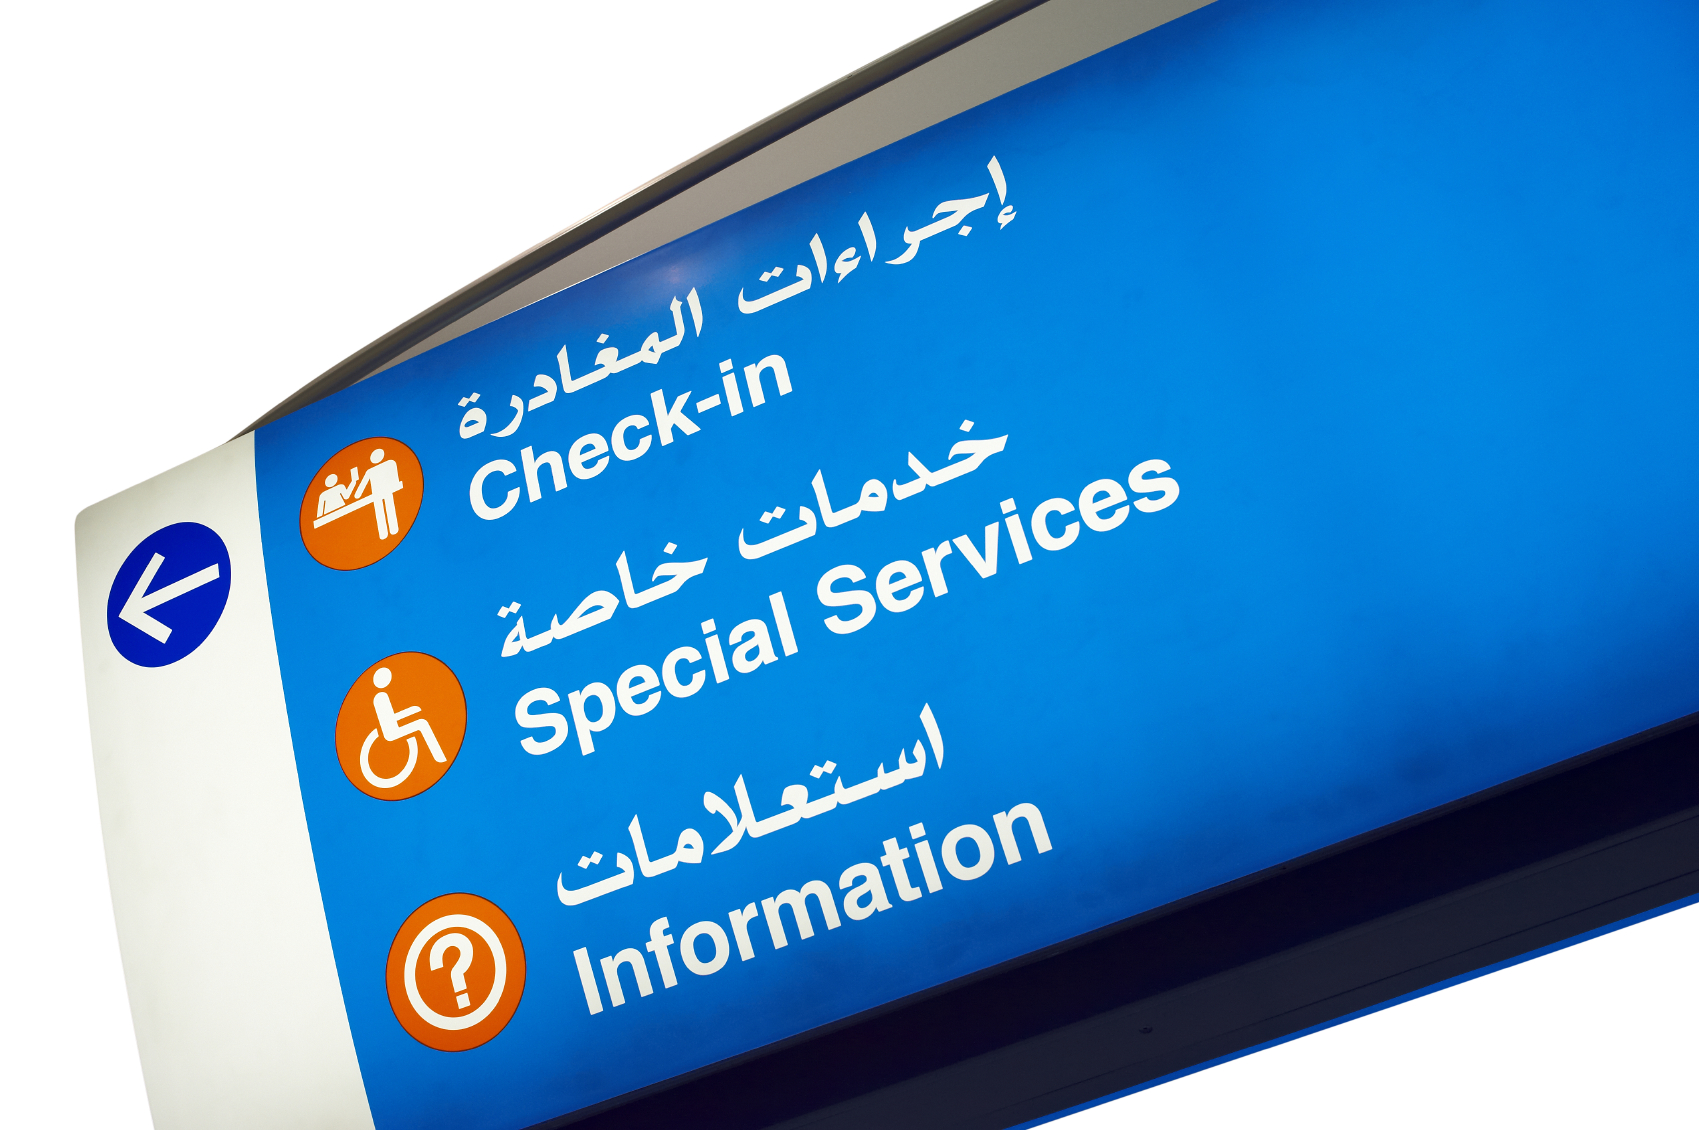 إجراءات المغادرة
Check-in
خدمات خاصة
Special Services
استعلامات
Information